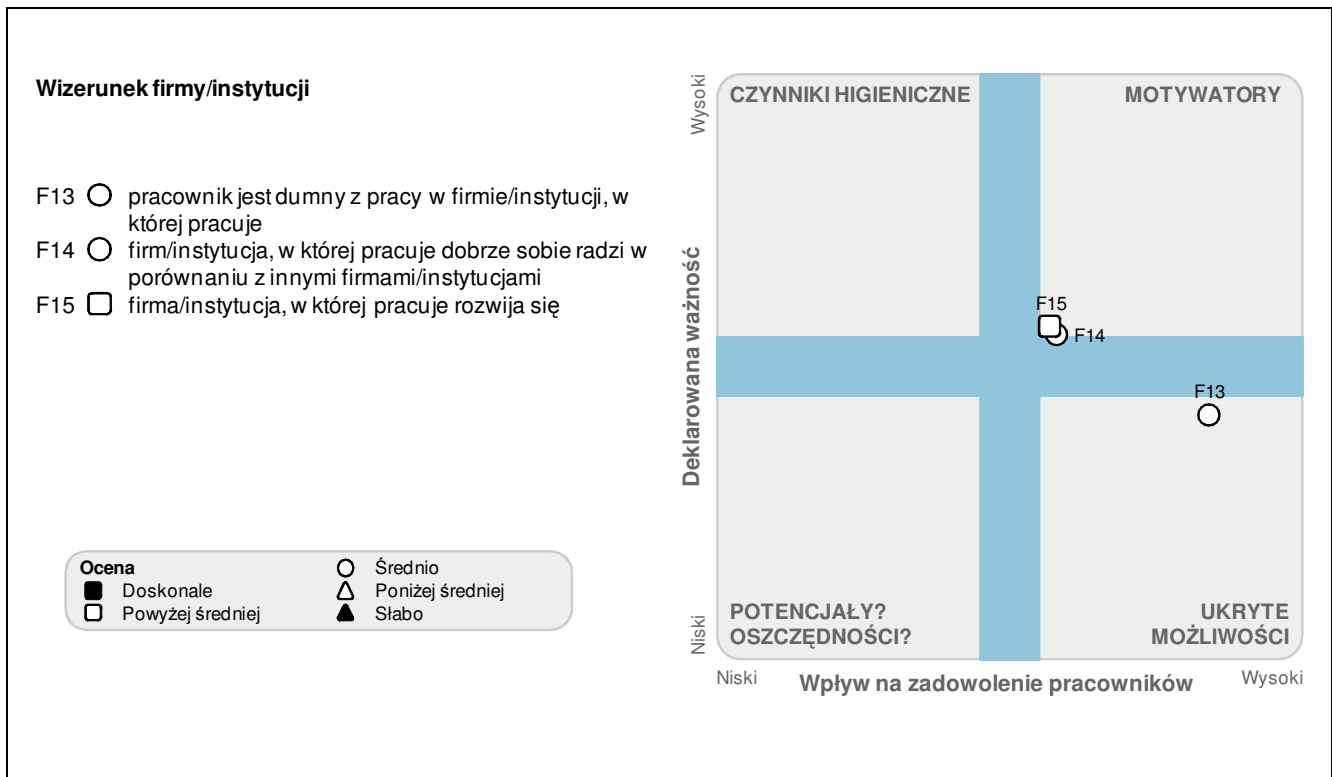 Wizerunek firmy/instytucji
F13 pracownik jest dumny z pracy w firmie/instytucji, w
której pracuje
F14 firm/instytucja, w której pracuje dobrze sobie radzi w
porównaniu z innymi firmami/instytucjami
F15 firma/instytucja, w której pracuje rozwija się
Ocena
Doskonale
Powyżej średniej
Średnio
Poniżej średniej
Słabo
Wysoki
Deklarowana ważność
Niski
CZYNNIKI HIGIENICZNE
MOTYWATORY
F15
F14
F13
POTENCJAŁY?
OSZCZĘDNOŚCI?
UKRYTE
MOŻLIWOŚCI
Niski
Wpływ na zadowolenie pracowników
Wysoki